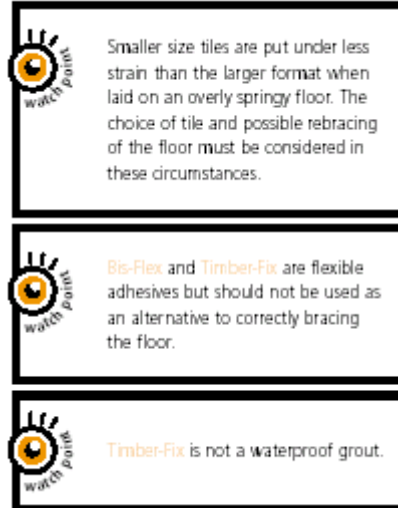 Smaller size tiles are put under less
strain than the larger format when
laid on an overly springy floor. The
choice of tile and possible rebracing
of the floor must be considered in
these circumstances.
watch point
Bis-Flex and Timber-Fix are flexible
adhesives but should not be used as
an alternative to correctly bracing
the floor.
watch point
Timber-Fix is not a waterproof grout.
watch point